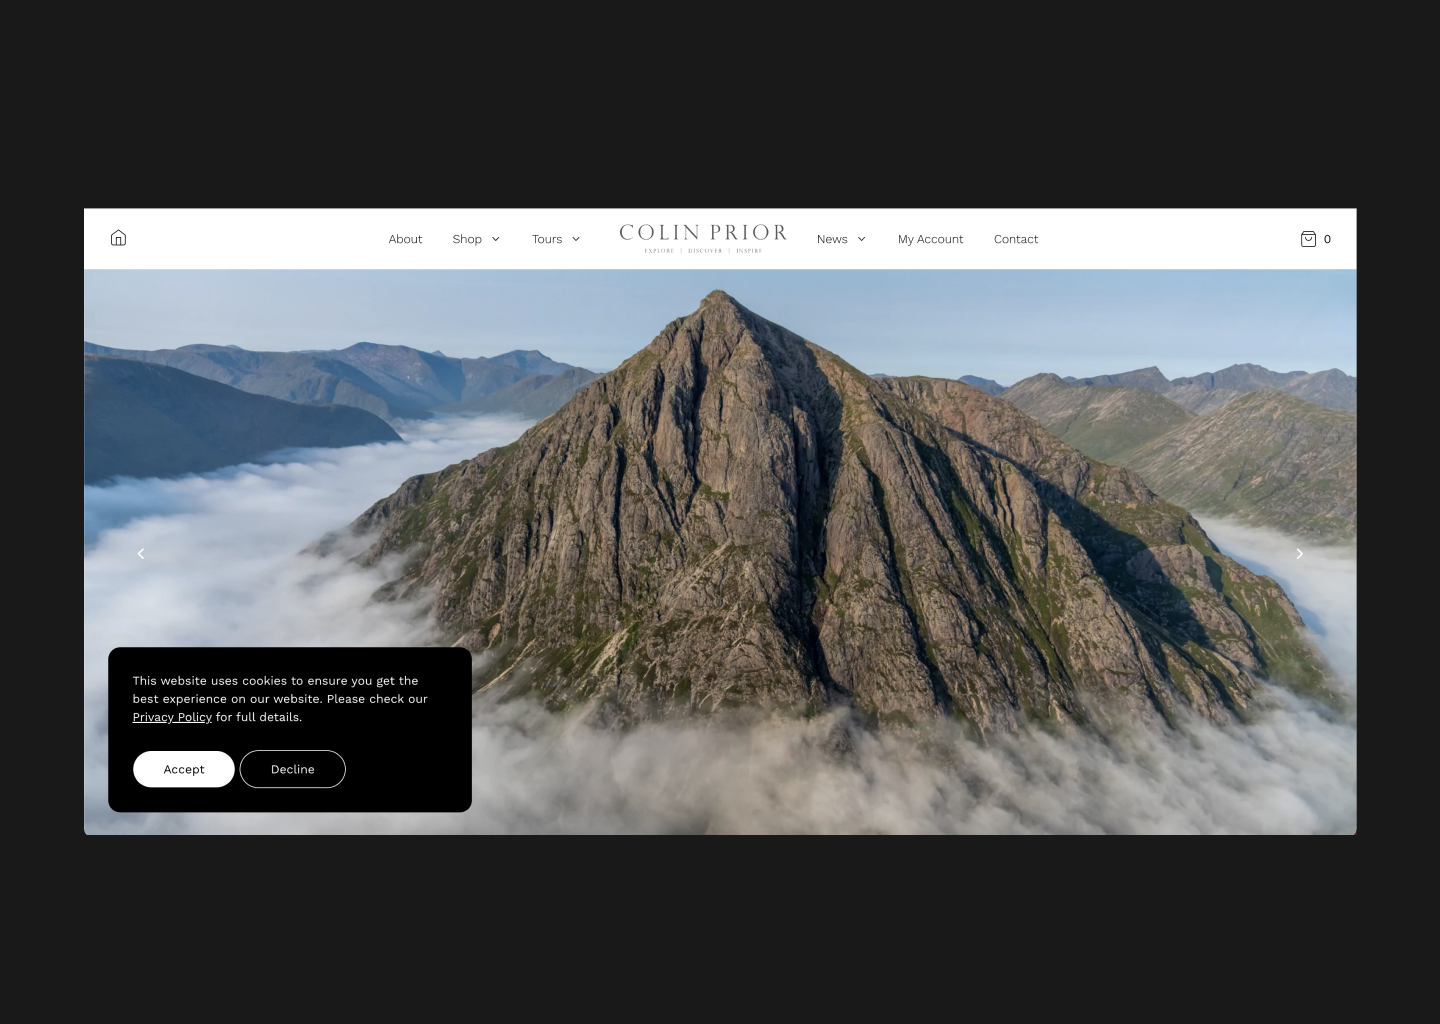 About
Shop
Tours
COLIN PRIOR
EXPLORE | DISCOVER | INSPIRE
News
My Account
Contact
0
This website uses cookies to ensure you get the
best experience on our website. Please check our
Privacy Policy for full details.
Accept
Decline